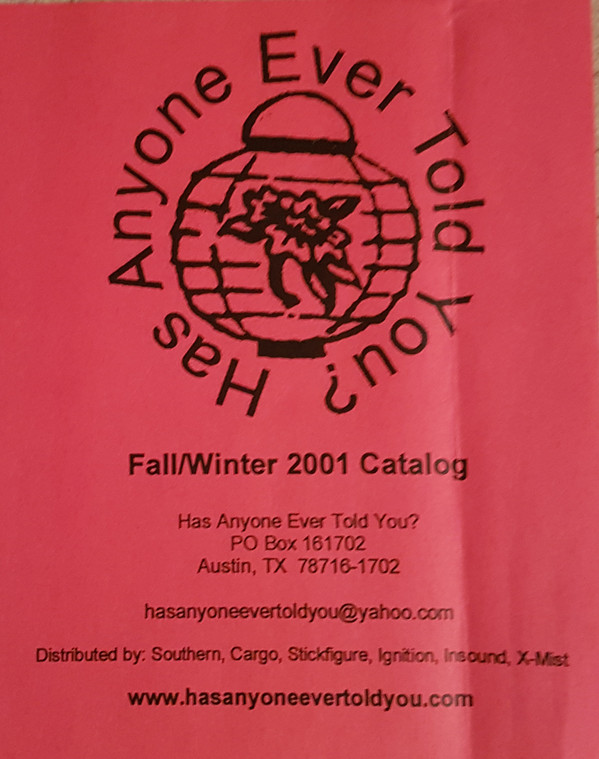 Has Anyone Ever Told You?
Fall/Winter 2001 Catalog
Has Anyone Ever Told You?
PO Box 161702
Austin, TX 78716-1702
hasanyoneevertoldyou@yahoo.com
Distributed by: Southern, Cargo, Stickfigure, Ignition, Insound, X-Mist
www.hasanyoneevertoldyou.com